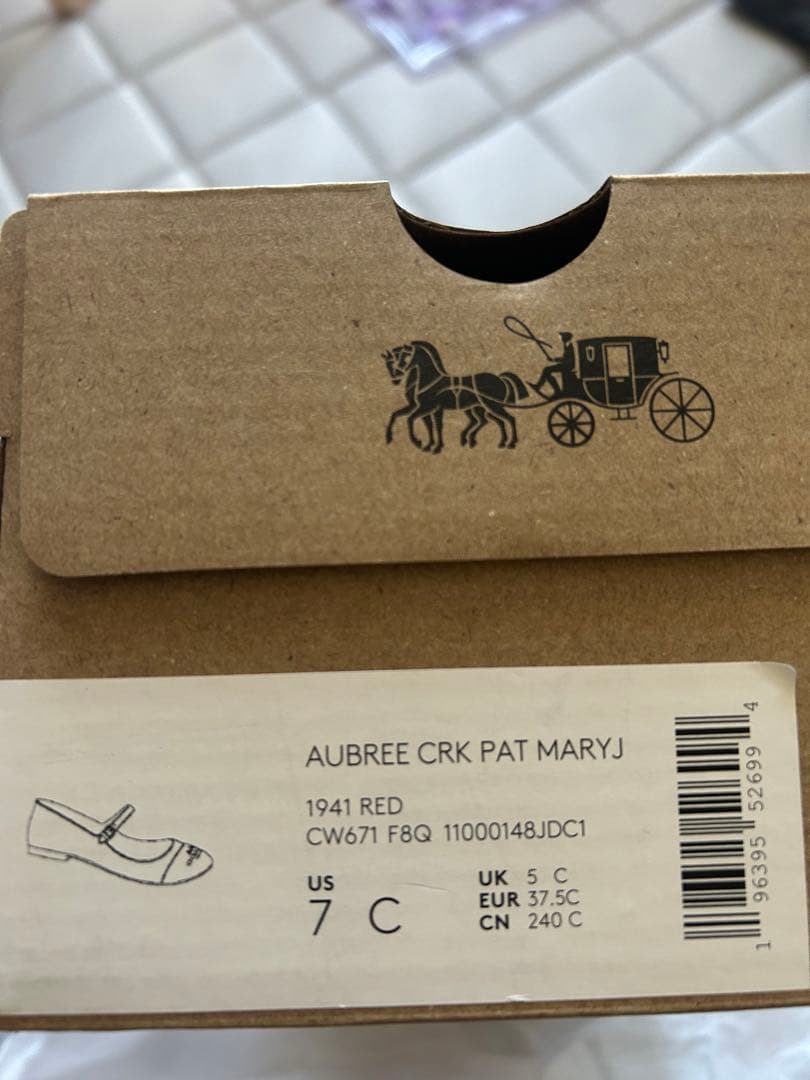 AUBREE CRK PAT MARYJ
1941 RED
CW671 F8Q 11000148JDC1
US
7 C
UK 5 C
EUR 37.5C
CN 240 C
1 96395 52699 4